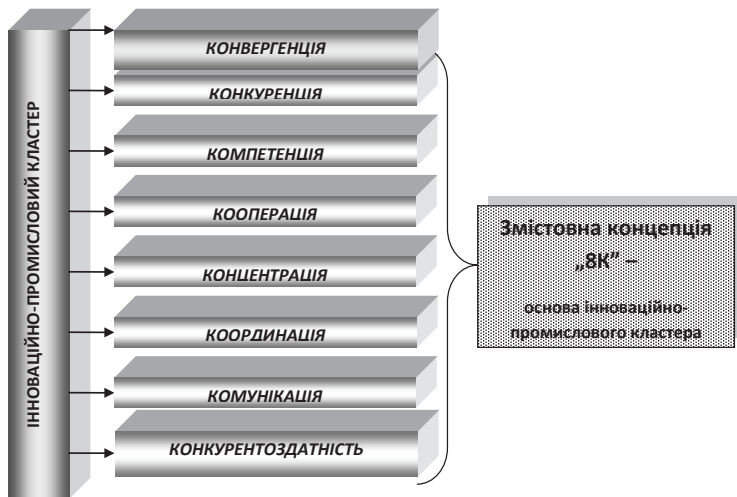 ІННОВАЦІЙНО-ПРОМИСЛОВИЙ КЛАСТЕР
КОНВЕРГЕНЦІЯ
КОНКУРЕНЦІЯ
КОМПЕТЕНЦІЯ
КООПЕРАЦІЯ
КОНЦЕНТРАЦІЯ
КООРДИНАЦІЯ
КОМУНІКАЦІЯ
КОНКУРЕНТОЗДАТНІСТЬ
Змістовна концепція
„8К” –
основа інноваційно-
промислового кластера